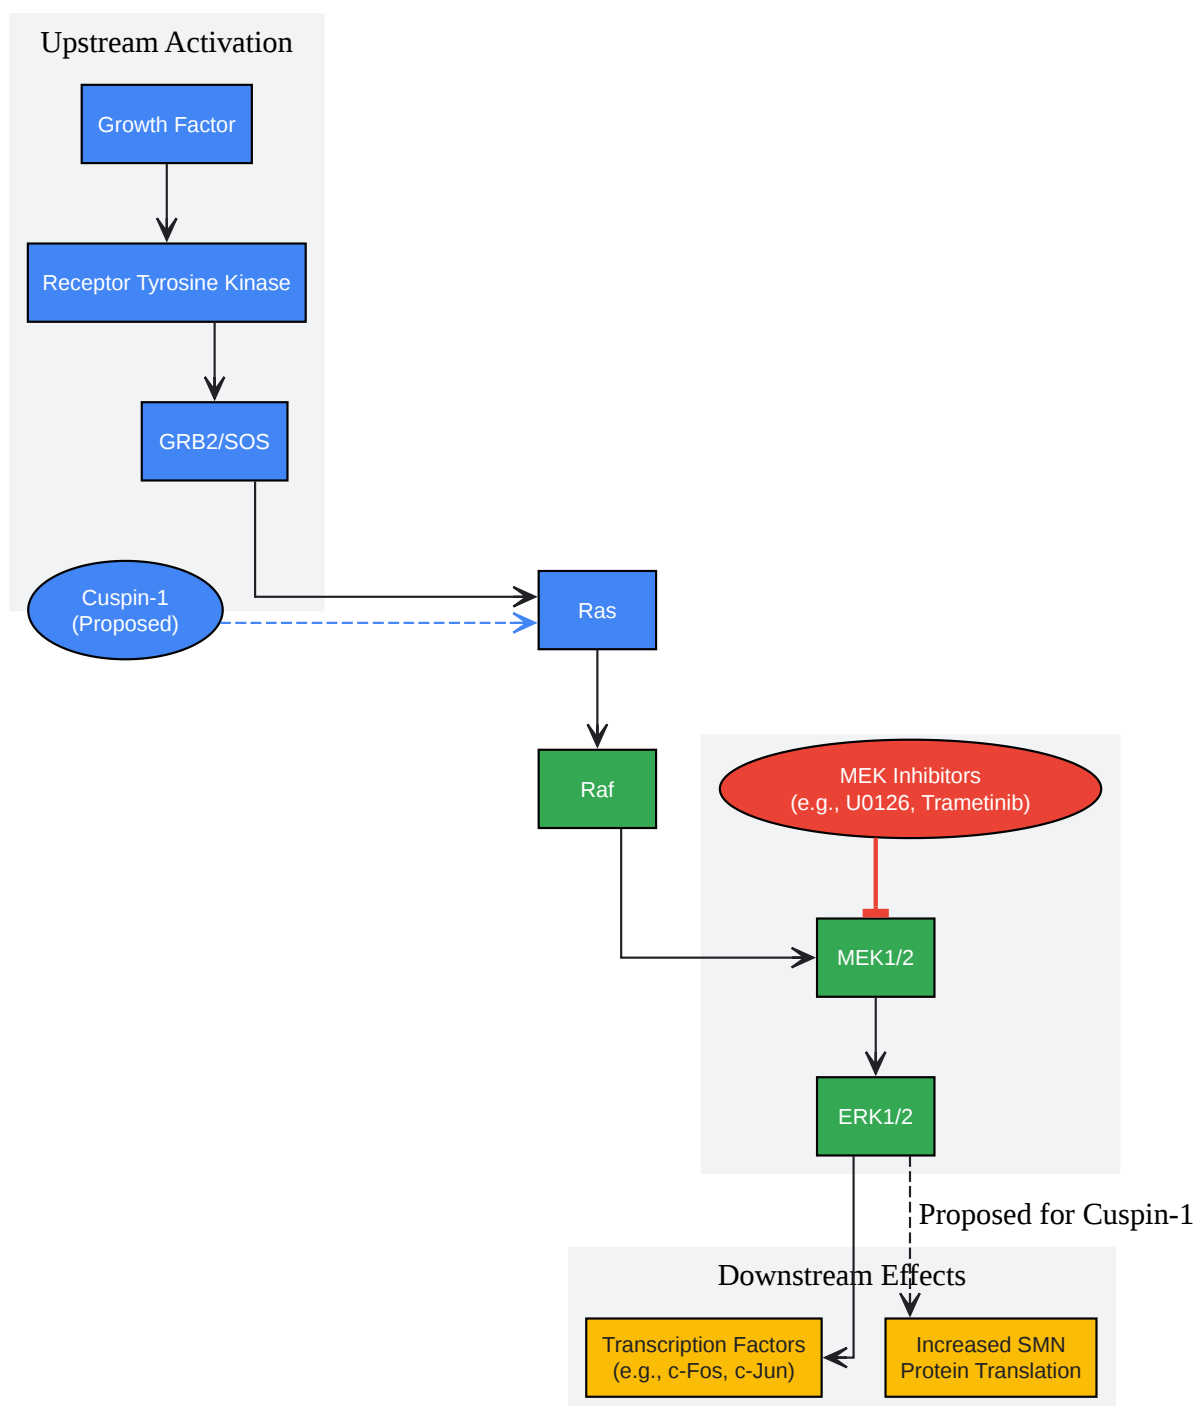 Upstream Activation
Growth Factor
Receptor Tyrosine Kinase
GRB2/SOS
Cuspin-1
(Proposed)
Ras
Raf
MEK Inhibitors
(e.g., U0126, Trametinib)
MEK1/2
ERK1/2
Proposed for Cuspin-1
Downstream Effects
Transcription Factors
(e.g., c-Fos, c-Jun)
Increased SMN
Protein Translation